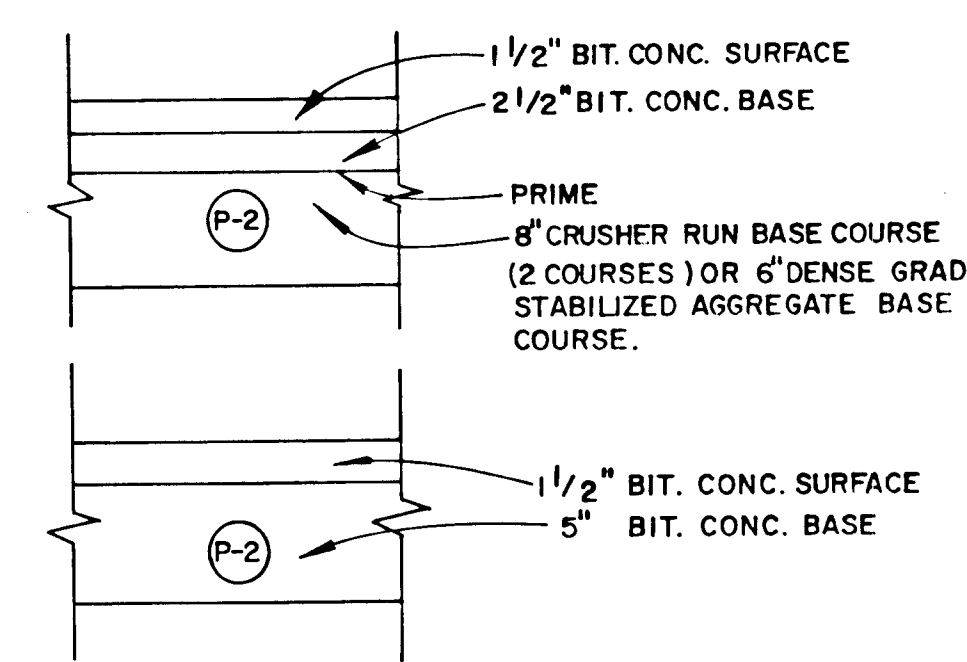 1 1/2" BIT. CONC. SURFACE
2 1/2" BIT. CONC. BASE
PRIME
P-2
8" CRUSHER RUN BASE COURSE
(2 COURSES) OR 6" DENSE GRAD
STABILIZED AGGREGATE BASE
COURSE.
1 1/2" BIT. CONC. SURFACE
5" BIT. CONC. BASE
P-2